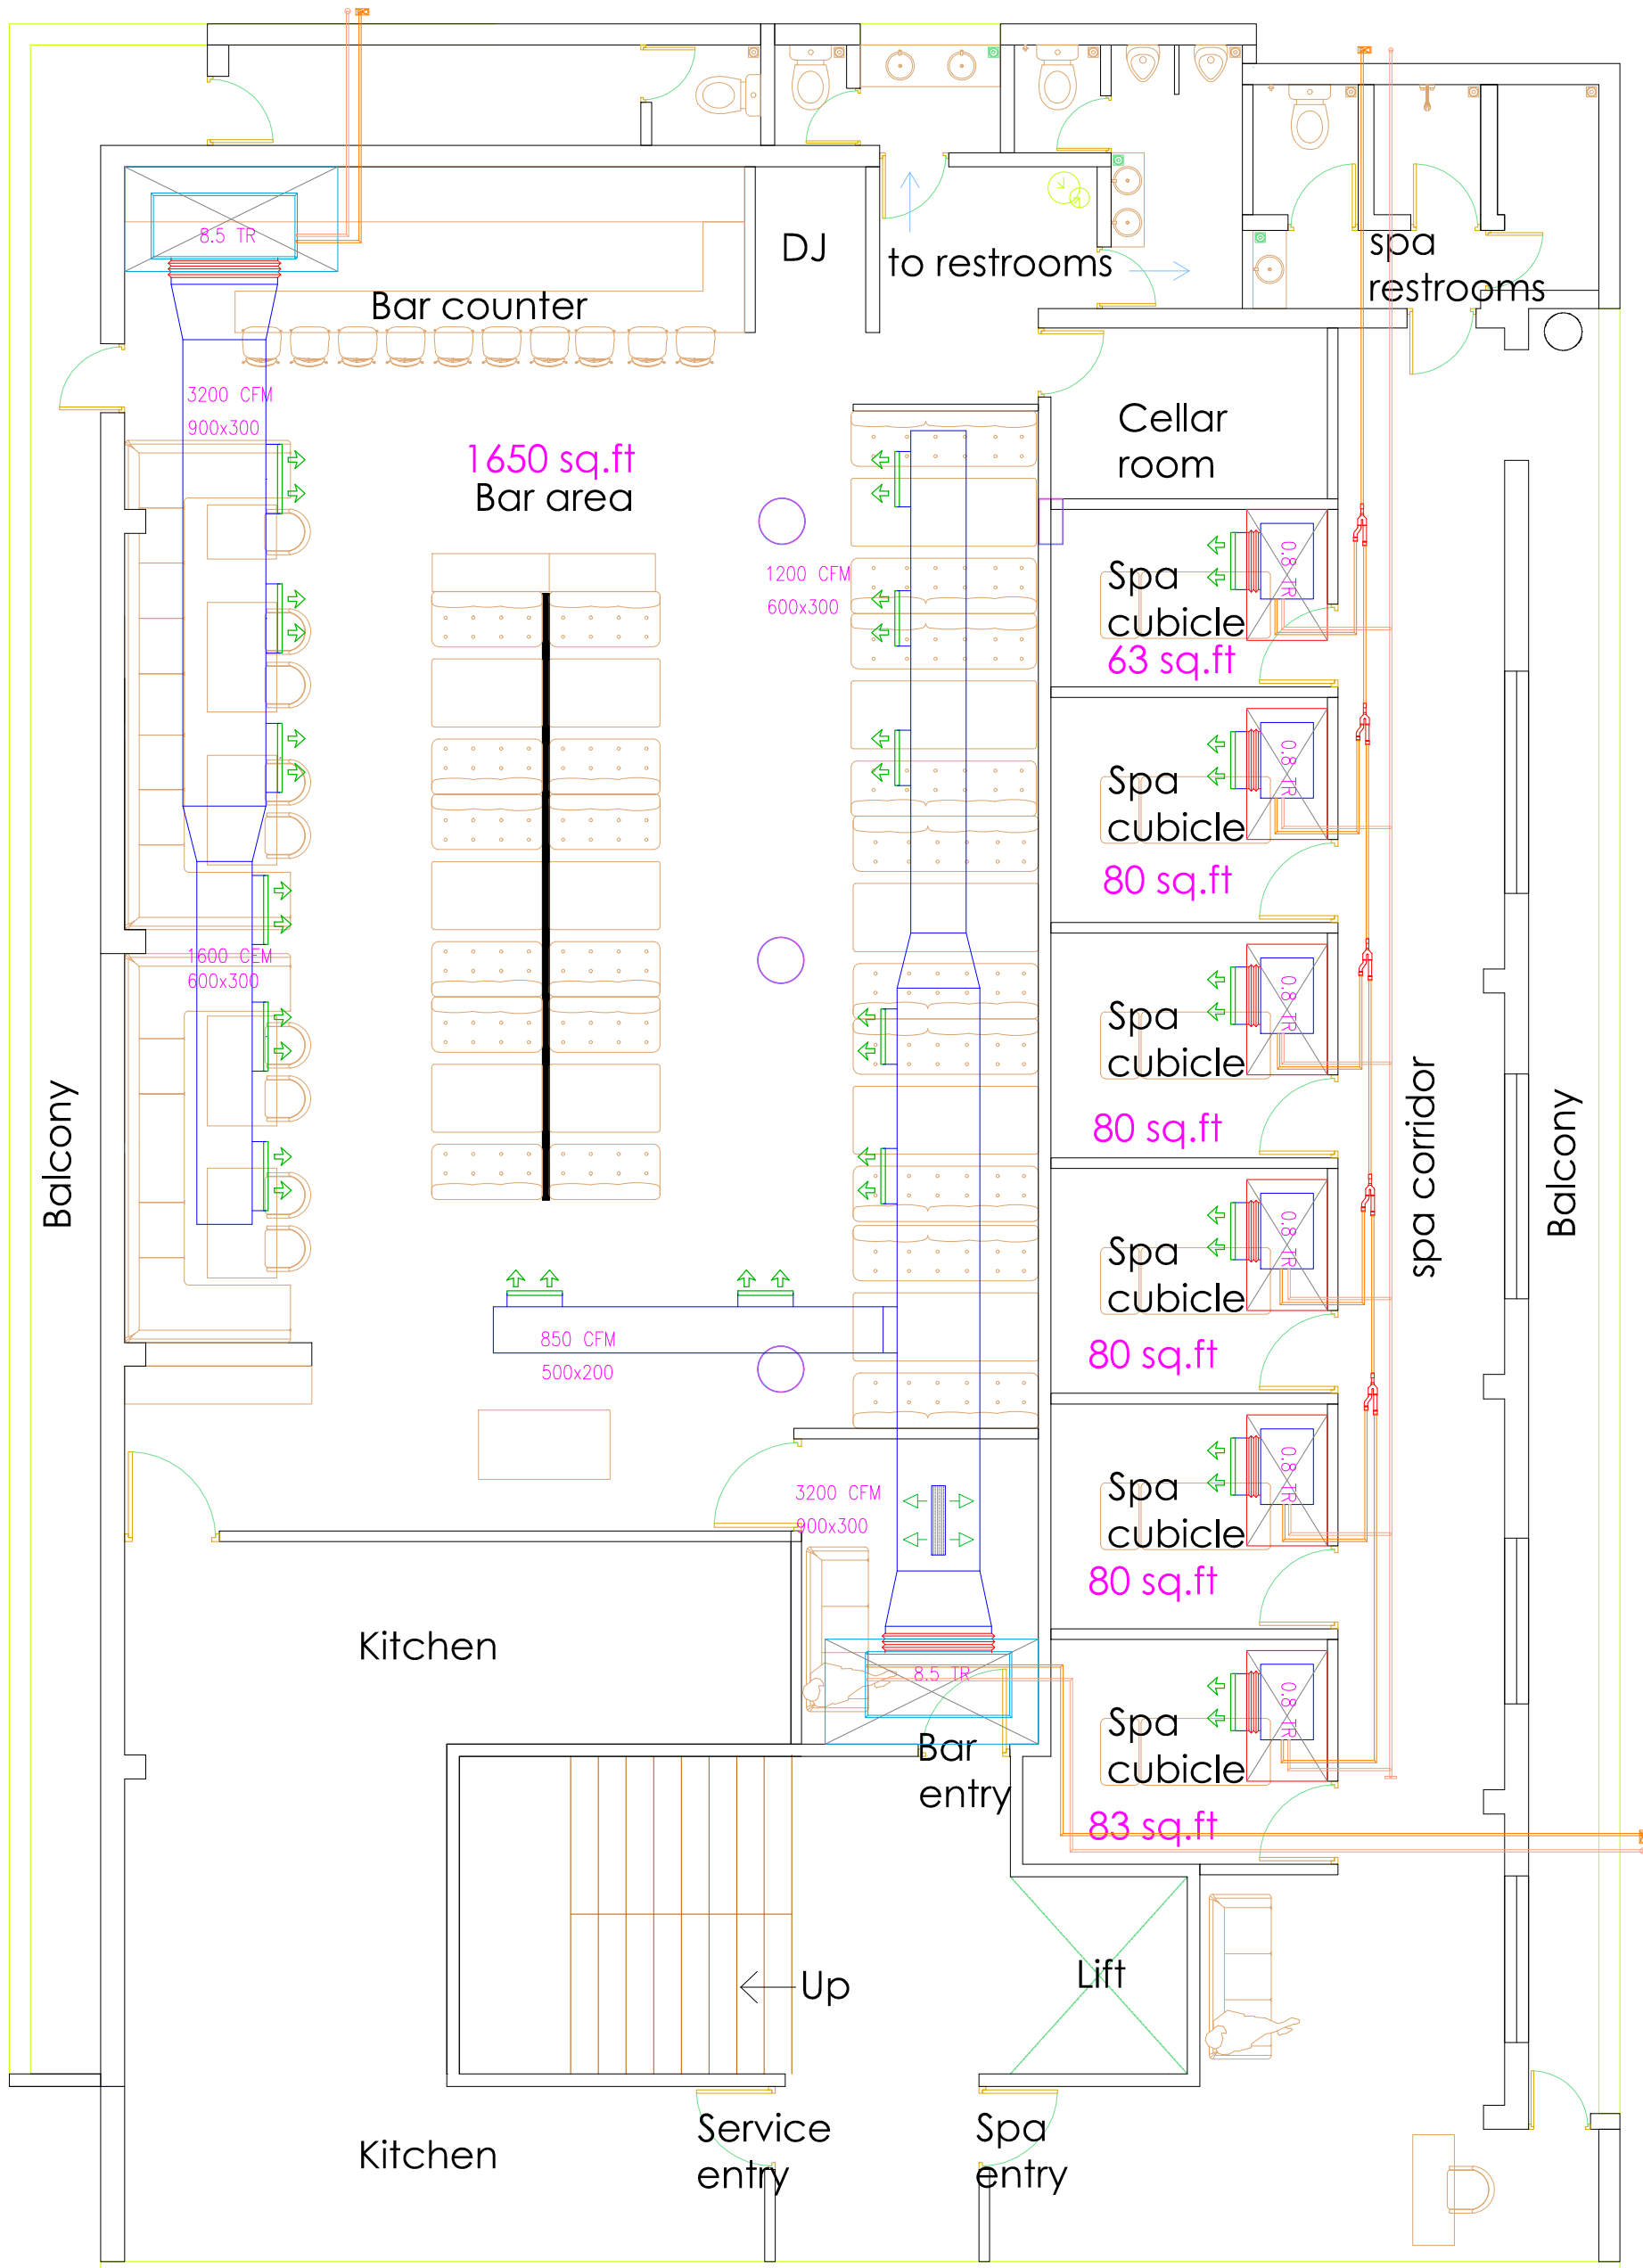 8.5 TR
DJ
to restrooms
spa
restrooms
Bar counter
3200 CFM
900x300
1650 sq.ft
Bar area
Cellar
room
1200 CFM
600x300
Spa
cubicle
63 sq.ft
0.8 TR
Spa
cubicle
80 sq.ft
0.8 TR
1600 CFM
600x300
Spa
cubicle
80 sq.ft
0.8 TR
Balcony
spa corridor
Balcony
Spa
cubicle
80 sq.ft
0.8 TR
850 CFM
500x200
Spa
cubicle
80 sq.ft
0.8 TR
3200 CFM
900x300
Kitchen
8.5 TR
Bar
entry
Spa
cubicle
83 sq.ft
0.8 TR
Up
Lift
Kitchen
Service
entry
Spa
entry